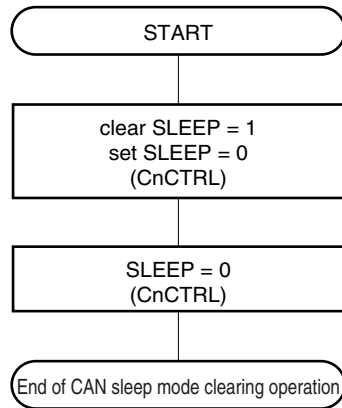 START
clear SLEEP = 1
set SLEEP = 0
(CnCTRL)
SLEEP = 0
(CnCTRL)
End of CAN sleep mode clearing operation